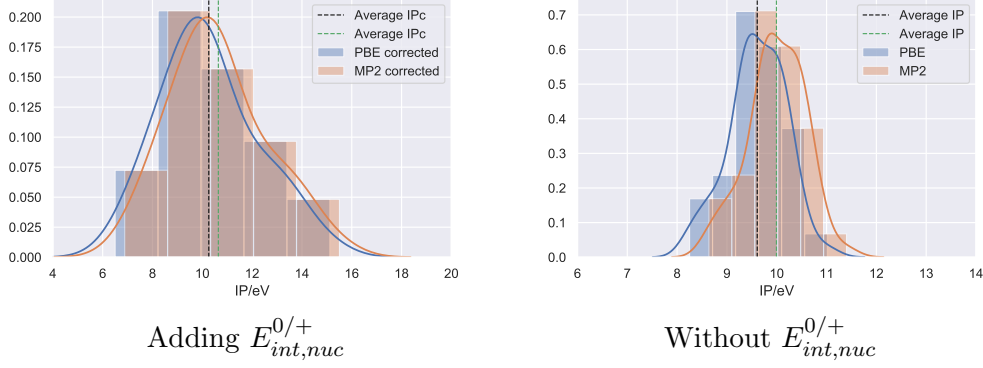 0.200
0.175
0.150
0.125
0.100
0.075
0.050
0.025
0.000
4 6 8 10 12 14 16 18 20
IP/eV
Average IPc
Average IPc
PBE corrected
MP2 corrected
Adding $E_{int,nuc}^{0/+}$
0.7
0.6
0.5
0.4
0.3
0.2
0.1
0.0
6 7 8 9 10 11 12 13 14
IP/eV
Average IP
Average IP
PBE
MP2
Without $E_{int,nuc}^{0/+}$